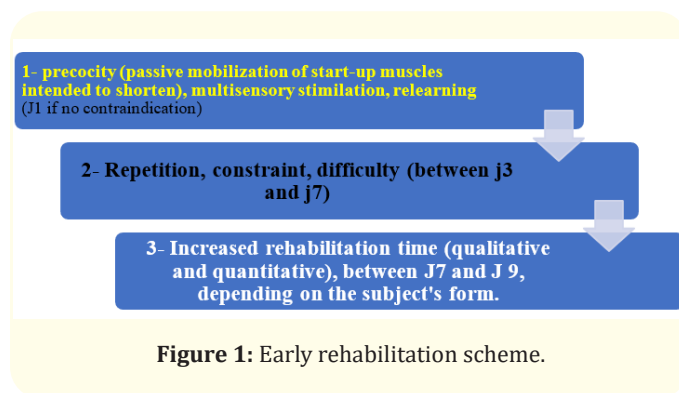 1- precocity (passive mobilization of start-up muscles
intended to shorten), multisensory stimilation, relearning
(J1 if no contraindication)
2- Repetition, constraint, difficulty (between j3
and j7)
3- Increased rehabilitation time (qualitative
and quantitative), between J7 and J 9,
depending on the subject's form.
Figure 1: Early rehabilitation scheme.